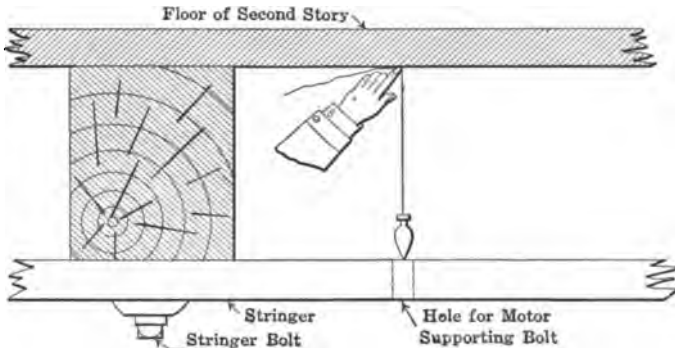 Floor of Second Story
Stringer
Stringer Bolt
Hole for Motor
Supporting Bolt